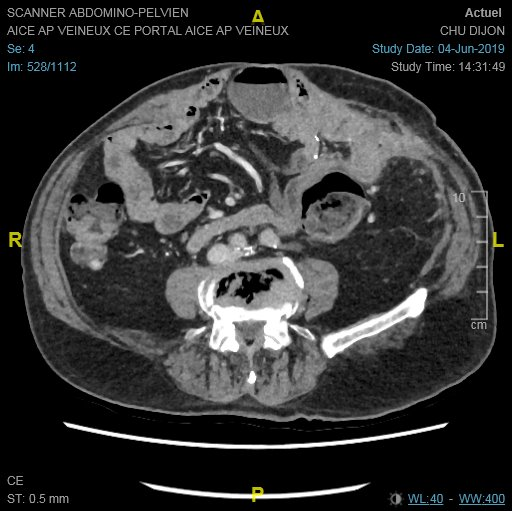 SCANNER ABDOMINO-PELVIEN
Actuel
A
AICE AP VEINEUX CE PORTAL AICE AP VEINEUX
CHU DIJON
Se: 4
Study Date: 04-Jun-2019
Im: 528/1112
Study Time: 14:31:49
10
R
L
cm
CE
P
ST: 0.5 mm
WL:40 - WW:400